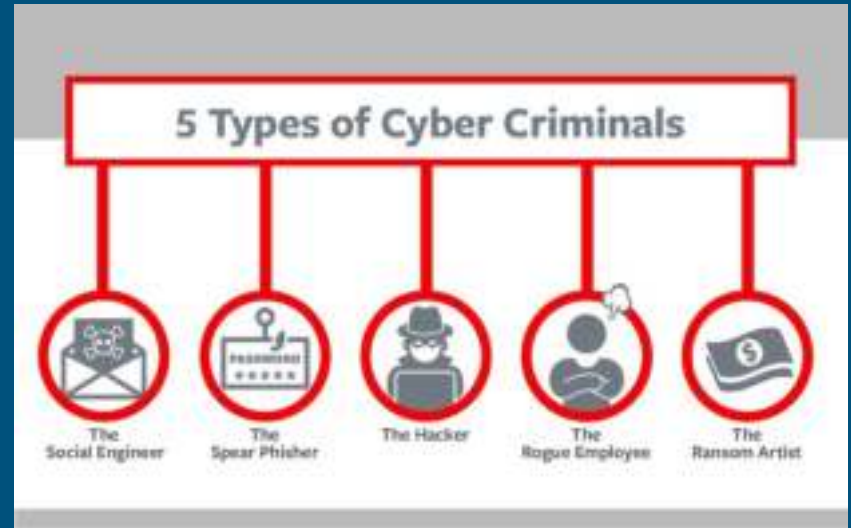 5 Types of Cyber Criminals
PASSWORD
*****
The
Social Engineer
The
Spear Phisher
The Hacker
The
Rogue Employee
The
Ransom Artist
$